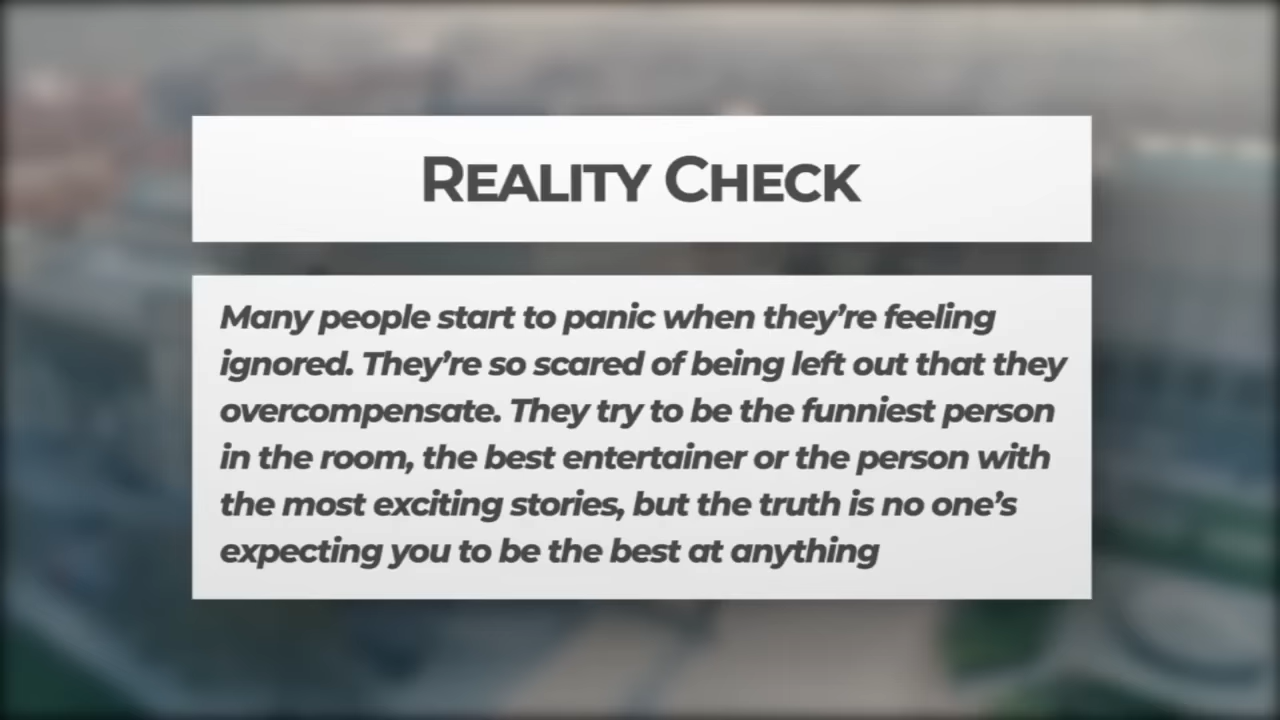 REALITY CHECK
Many people start to panic when they’re feeling
ignored. They’re so scared of being left out that they
overcompensate. They try to be the funniest person
in the room, the best entertainer or the person with
the most exciting stories, but the truth is no one’s
expecting you to be the best at anything